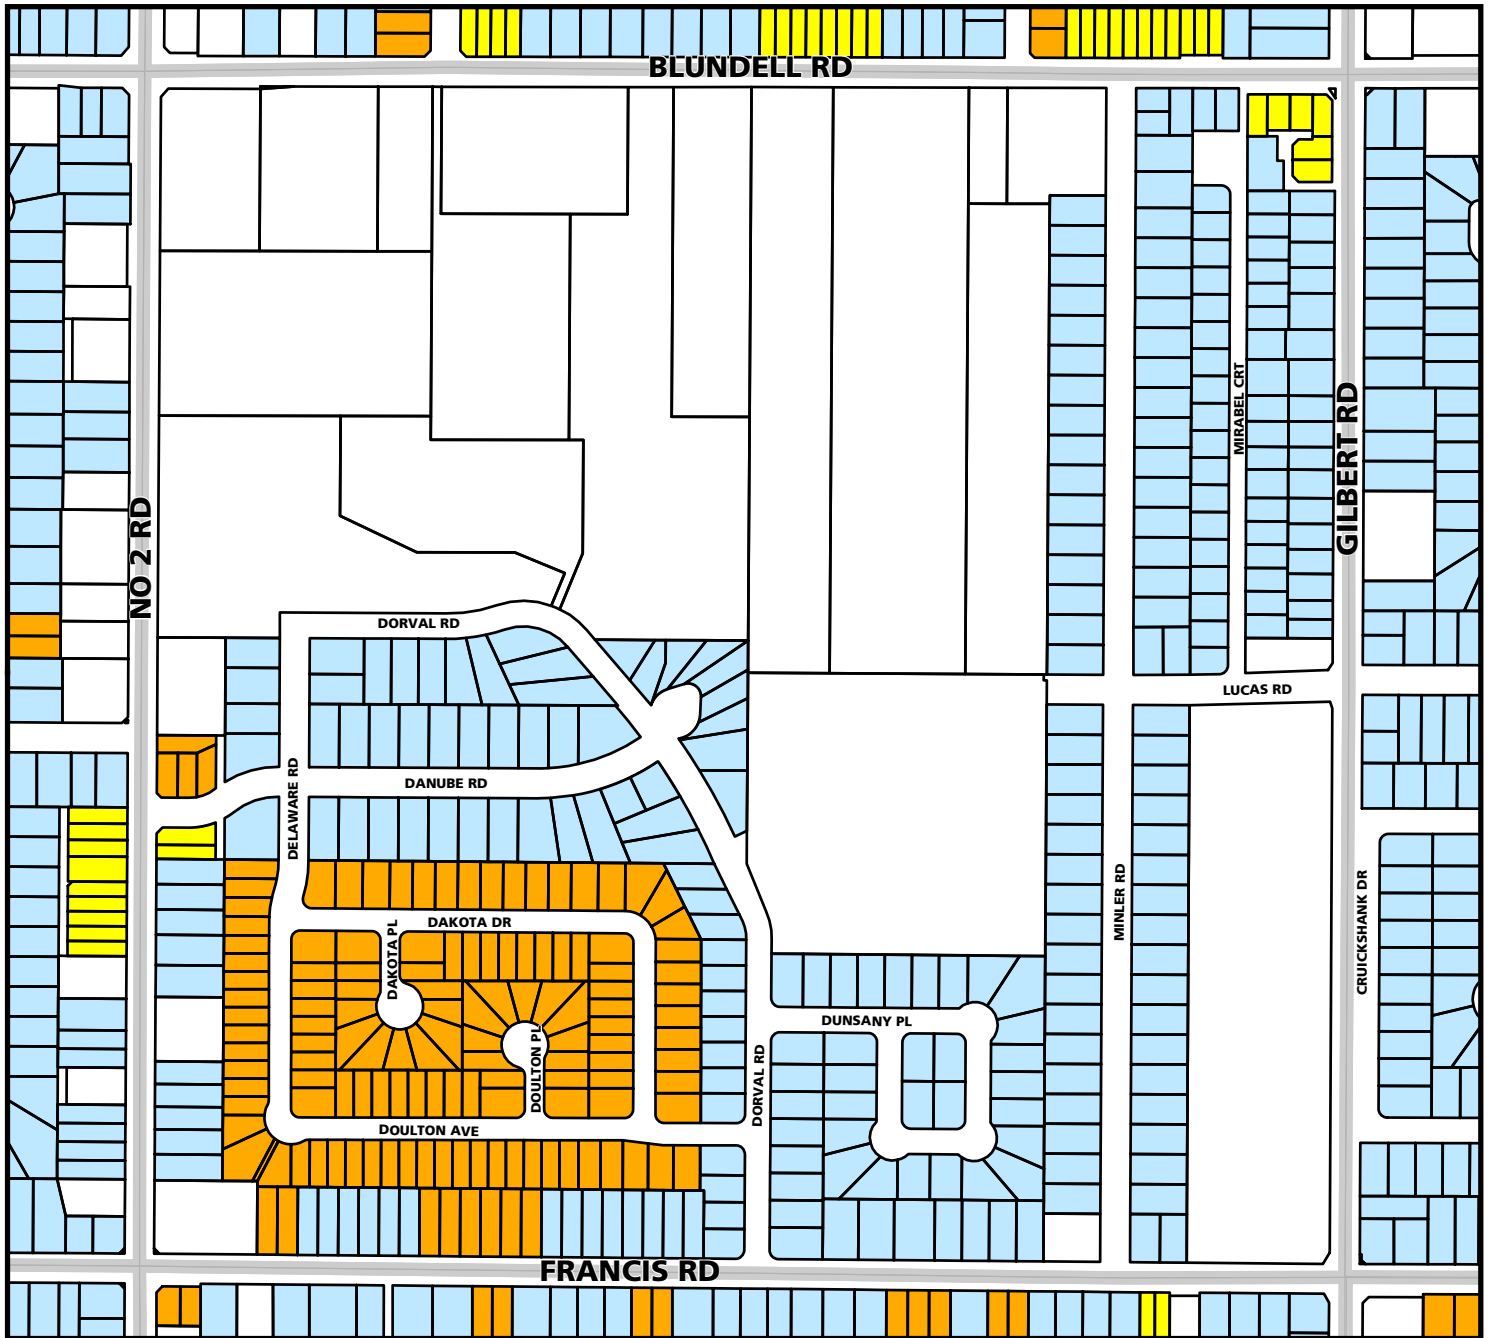 BLUNDELL RD
MIRABEL CRT
GILBERT RD
NO 2 RD
DORVAL RD
LUCAS RD
DELAWARE RD
DANUBE RD
MINLER RD
CRUICKSHANK DR
DAKOTA PL
DAKOTA DR
DUNSANY PL
DOULTON PL
DORVAL RD
DOULTON AVE
FRANCIS RD